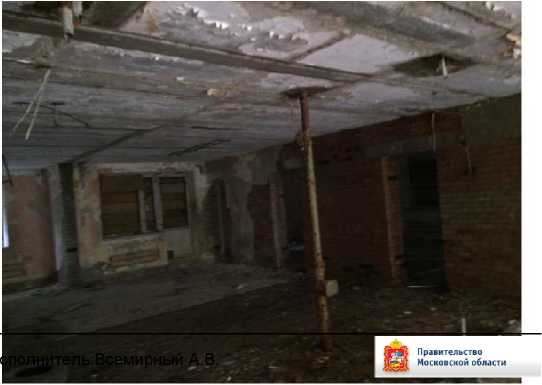 сполнитель Всемирный А.В.
Правительство
Московской области